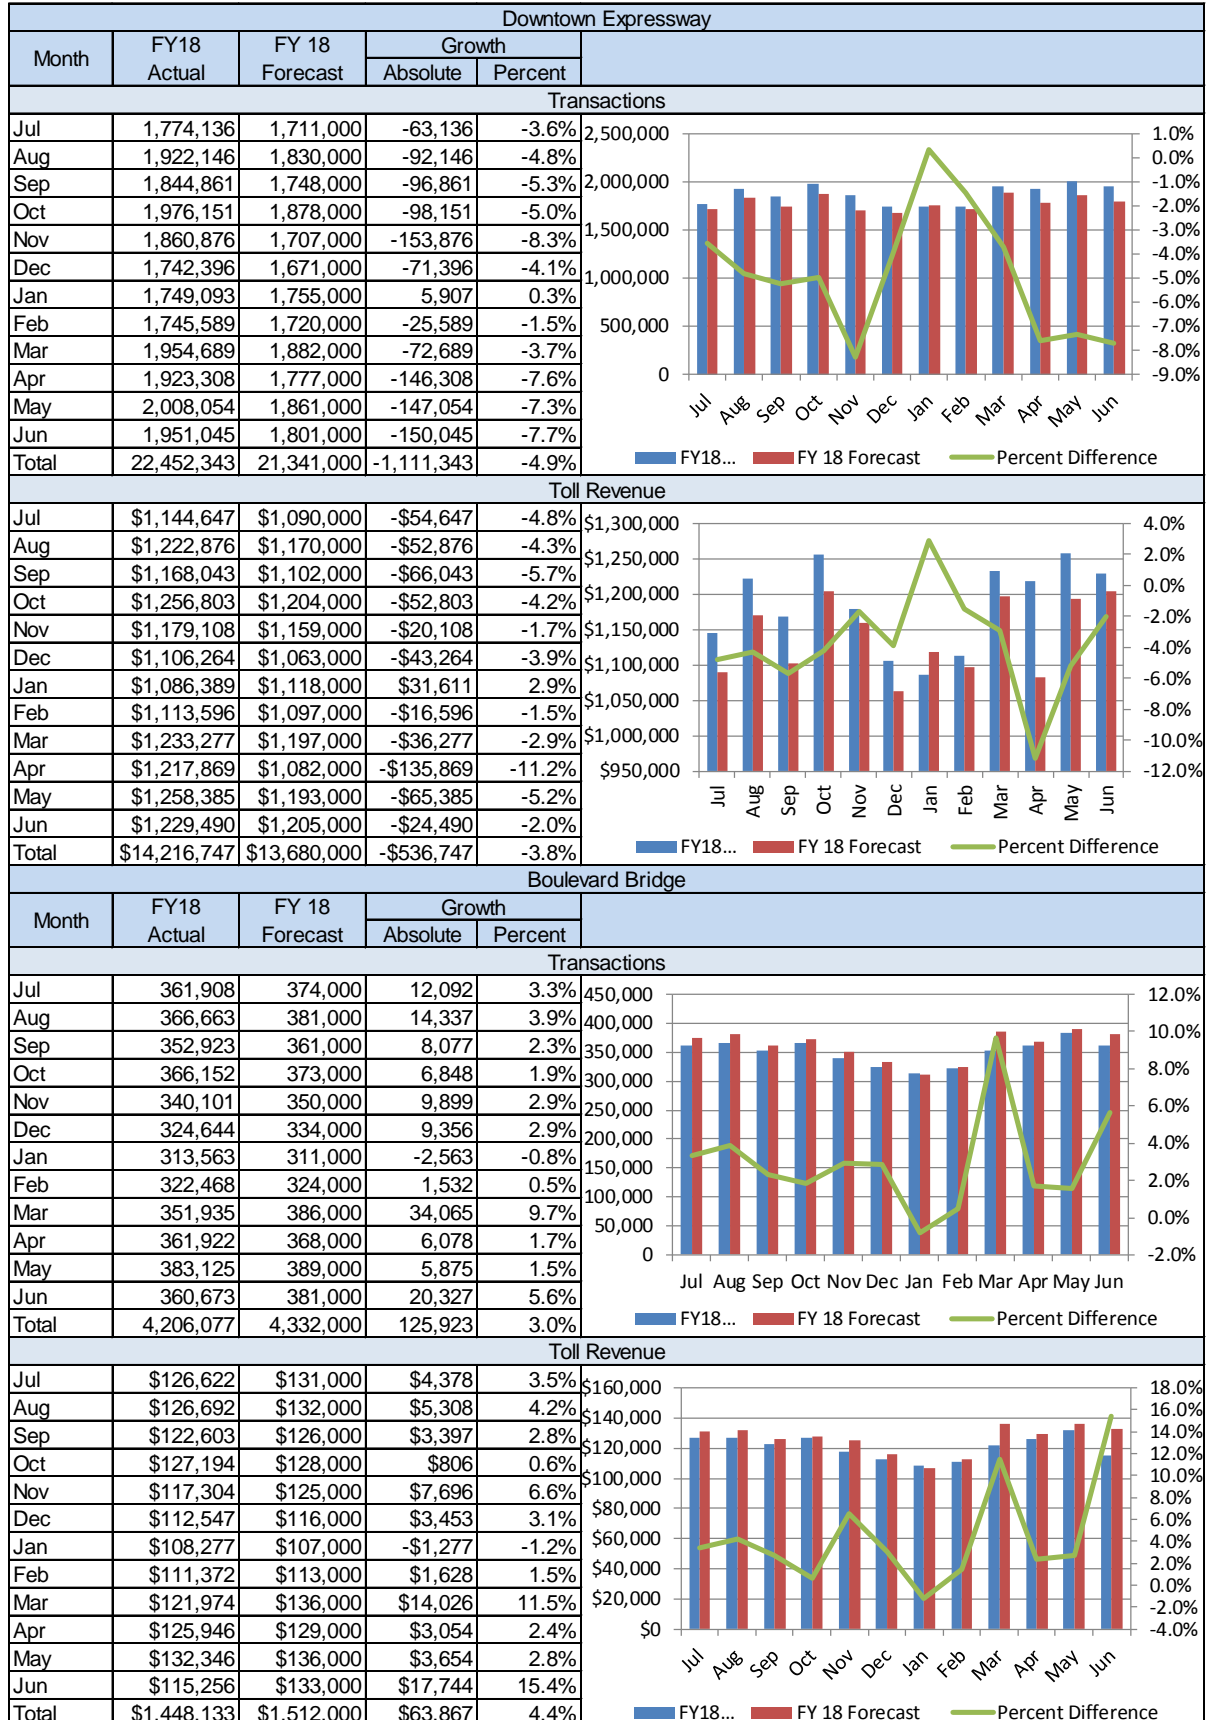 Downtown Expressway
Month FY18 Actual FY 18 Forecast Growth
Absolute Percent
Transactions
Jul 1,774,136 1,711,000 -63,136 -3.6%
Aug 1,922,146 1,830,000 -92,146 -4.8%
Sep 1,844,861 1,748,000 -96,861 -5.3%
Oct 1,976,151 1,878,000 -98,151 -5.0%
Nov 1,860,876 1,707,000 -153,876 -8.3%
Dec 1,742,396 1,671,000 -71,396 -4.1%
Jan 1,749,093 1,755,000 5,907 0.3%
Feb 1,745,589 1,720,000 -25,589 -1.5%
Mar 1,954,689 1,882,000 -72,689 -3.7%
Apr 1,923,308 1,777,000 -146,308 -7.6%
May 2,008,054 1,861,000 -147,054 -7.3%
Jun 1,951,045 1,801,000 -150,045 -7.7%
Total 22,452,343 21,341,000 -1,111,343 -4.9%
2,500,000
2,000,000
1,500,000
1,000,000
500,000
0
1.0%
0.0%
-1.0%
-2.0%
-3.0%
-4.0%
-5.0%
-6.0%
-7.0%
-8.0%
-9.0%
Jul Aug Sep Oct Nov Dec Jan Feb Mar Apr May Jun
FY18... FY 18 Forecast Percent Difference
Toll Revenue
Jul $1,144,647 $1,090,000 -$54,647 -4.8%
Aug $1,222,876 $1,170,000 -$52,876 -4.3%
Sep $1,168,043 $1,102,000 -$66,043 -5.7%
Oct $1,256,803 $1,204,000 -$52,803 -4.2%
Nov $1,179,108 $1,159,000 -$20,108 -1.7%
Dec $1,106,264 $1,063,000 -$43,264 -3.9%
Jan $1,086,389 $1,118,000 $31,611 2.9%
Feb $1,113,596 $1,097,000 -$16,596 -1.5%
Mar $1,233,277 $1,197,000 -$36,277 -2.9%
Apr $1,217,869 $1,082,000 -$135,869 -11.2%
May $1,258,385 $1,193,000 -$65,385 -5.2%
Jun $1,229,490 $1,205,000 -$24,490 -2.0%
Total $14,216,747 $13,680,000 -$536,747 -3.8%
$1,300,000
$1,250,000
$1,200,000
$1,150,000
$1,100,000
$1,050,000
$1,000,000
$950,000
4.0%
2.0%
0.0%
-2.0%
-4.0%
-6.0%
-8.0%
-10.0%
-12.0%
Jul Aug Sep Oct Nov Dec Jan Feb Mar Apr May Jun
FY18... FY 18 Forecast Percent Difference
Boulevard Bridge
Month FY18 Actual FY 18 Forecast Growth
Absolute Percent
Transactions
Jul 361,908 374,000 12,092 3.3%
Aug 366,663 381,000 14,337 3.9%
Sep 352,923 361,000 8,077 2.3%
Oct 366,152 373,000 6,848 1.9%
Nov 340,101 350,000 9,899 2.9%
Dec 324,644 334,000 9,356 2.9%
Jan 313,563 311,000 -2,563 -0.8%
Feb 322,468 324,000 1,532 0.5%
Mar 351,935 386,000 34,065 9.7%
Apr 361,922 368,000 6,078 1.7%
May 383,125 389,000 5,875 1.5%
Jun 360,673 381,000 20,327 5.6%
Total 4,206,077 4,332,000 125,923 3.0%
450,000
400,000
350,000
300,000
250,000
200,000
150,000
100,000
50,000
0
12.0%
10.0%
8.0%
6.0%
4.0%
2.0%
0.0%
-2.0%
Jul Aug Sep Oct Nov Dec Jan Feb Mar Apr May Jun
FY18... FY 18 Forecast Percent Difference
Toll Revenue
Jul $126,622 $131,000 $4,378 3.5%
Aug $126,692 $132,000 $5,308 4.2%
Sep $122,603 $126,000 $3,397 2.8%
Oct $127,194 $128,000 $806 0.6%
Nov $117,304 $125,000 $7,696 6.6%
Dec $112,547 $116,000 $3,453 3.1%
Jan $108,277 $107,000 -$1,277 -1.2%
Feb $111,372 $113,000 $1,628 1.5%
Mar $121,974 $136,000 $14,026 11.5%
Apr $125,946 $129,000 $3,054 2.4%
May $132,346 $136,000 $3,654 2.8%
Jun $115,256 $133,000 $17,744 15.4%
Total $1,448,133 $1,512,000 $63,867 4.4%
$160,000
$140,000
$120,000
$100,000
$80,000
$60,000
$40,000
$20,000
$0
18.0%
16.0%
14.0%
12.0%
10.0%
8.0%
6.0%
4.0%
2.0%
0.0%
-2.0%
-4.0%
Jul Aug Sep Oct Nov Dec Jan Feb Mar Apr May Jun
FY18... FY 18 Forecast Percent Difference